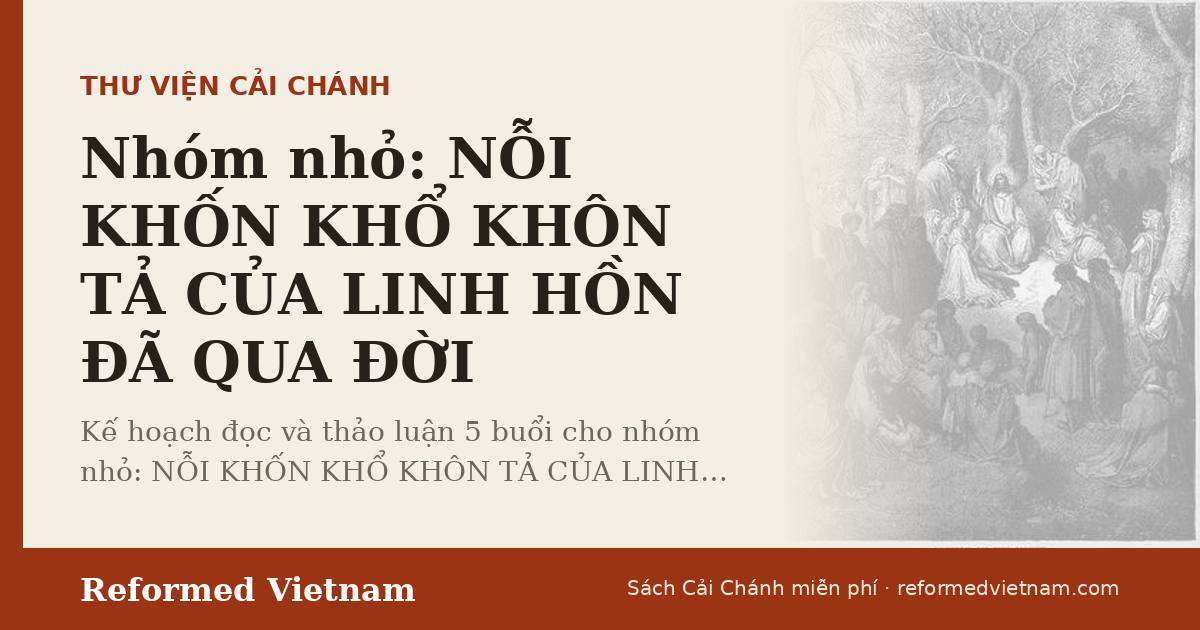 THƯ VIỆN CẢI CHÁNH
Nhóm nhỏ: NỖI
KHỐN KHỔ KHÔN
TẢ CỦA LINH HỒN
ĐÃ QUA ĐỜI
Kế hoạch đọc và thảo luận 5 buổi cho nhóm
nhỏ: NỖI KHỐN KHỔ KHÔN TẢ CỦA LINH…
Reformed Vietnam
Sách Cải Chánh miễn phí · reformedvietnam.com